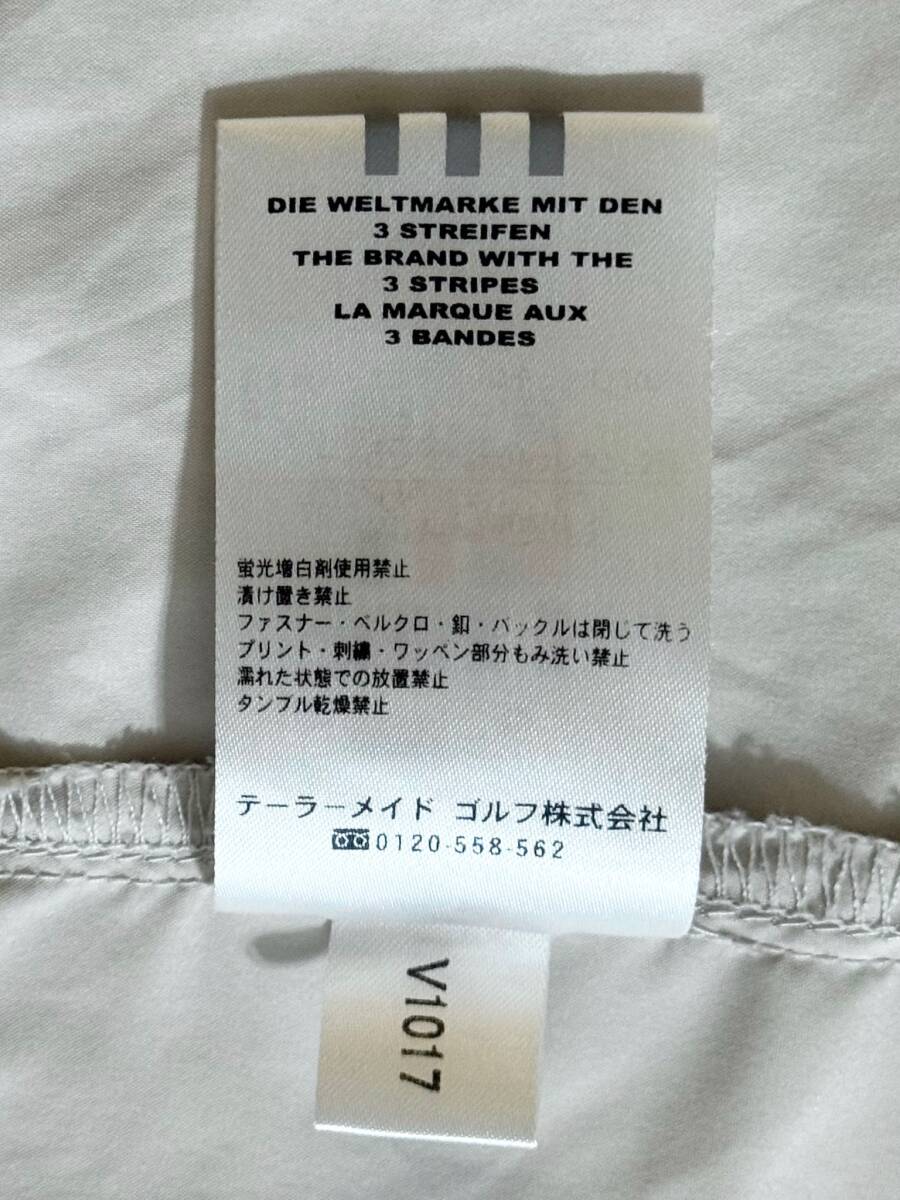 DIE WELTMARKE MIT DEN
3 STREIFEN
THE BRAND WITH THE
3 STRIPES
LA MARQUE AUX
3 BANDES
蛍光増白剤使用禁止
漬け置き禁止
ファスナー・ベルクロ・釦・バックルは閉じて洗う
プリント・刺繍・ワッペン部分もみ洗い禁止
濡れた状態での放置禁止
タンブル乾燥禁止
テーラーメイド ゴルフ株式会社
0120-558-562
V1017